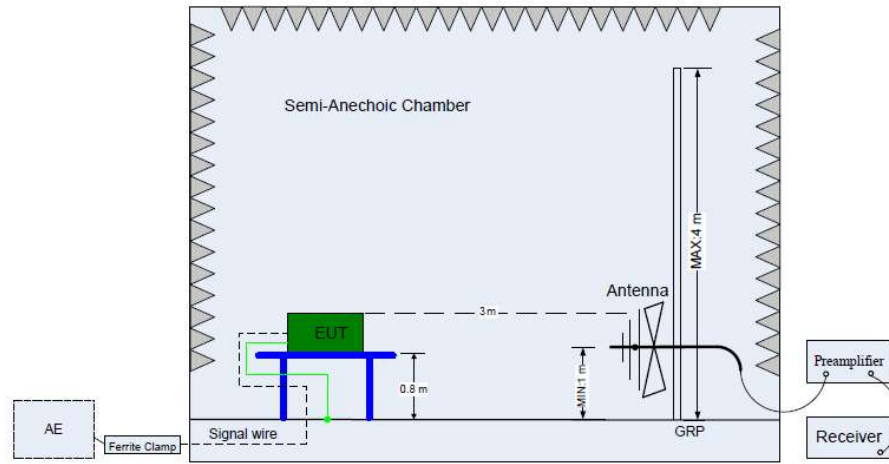 Semi-Anechoic Chamber
MAX:4 m
Antenna
3 m
EUT
0.8 m
MIN:1 m
Preamplifier
AE
Ferrite Clamp
Signal wire
GRP
Receiver